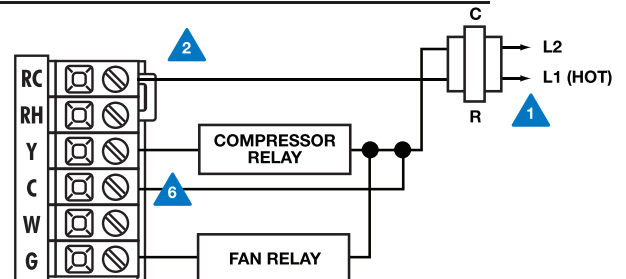 C
L2
2
RC
L1 (HOT)
1
RH
R
COMPRESSOR
RELAY
Y
C
6
W
G
FAN RELAY